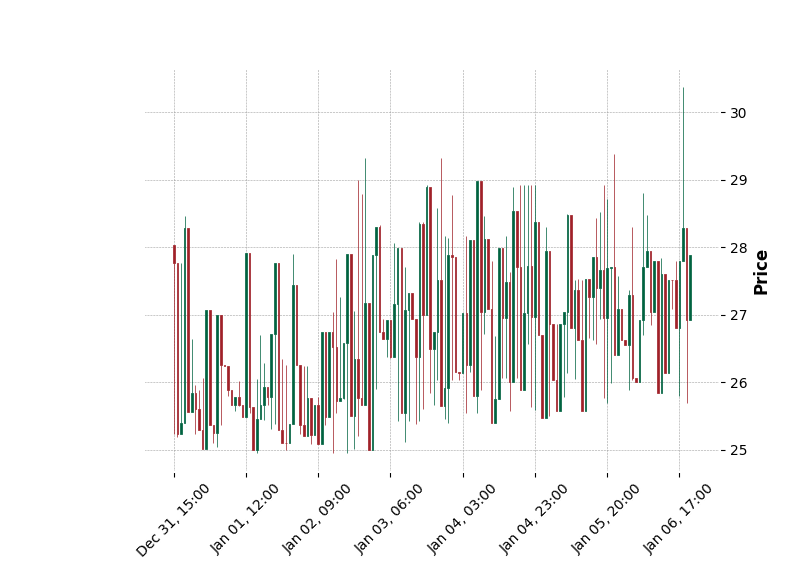 30
29
28
27
26
25
Price
Dec 31, 15:00
Jan 01, 12:00
Jan 02, 09:00
Jan 03, 06:00
Jan 04, 03:00
Jan 04, 23:00
Jan 05, 20:00
Jan 06, 17:00